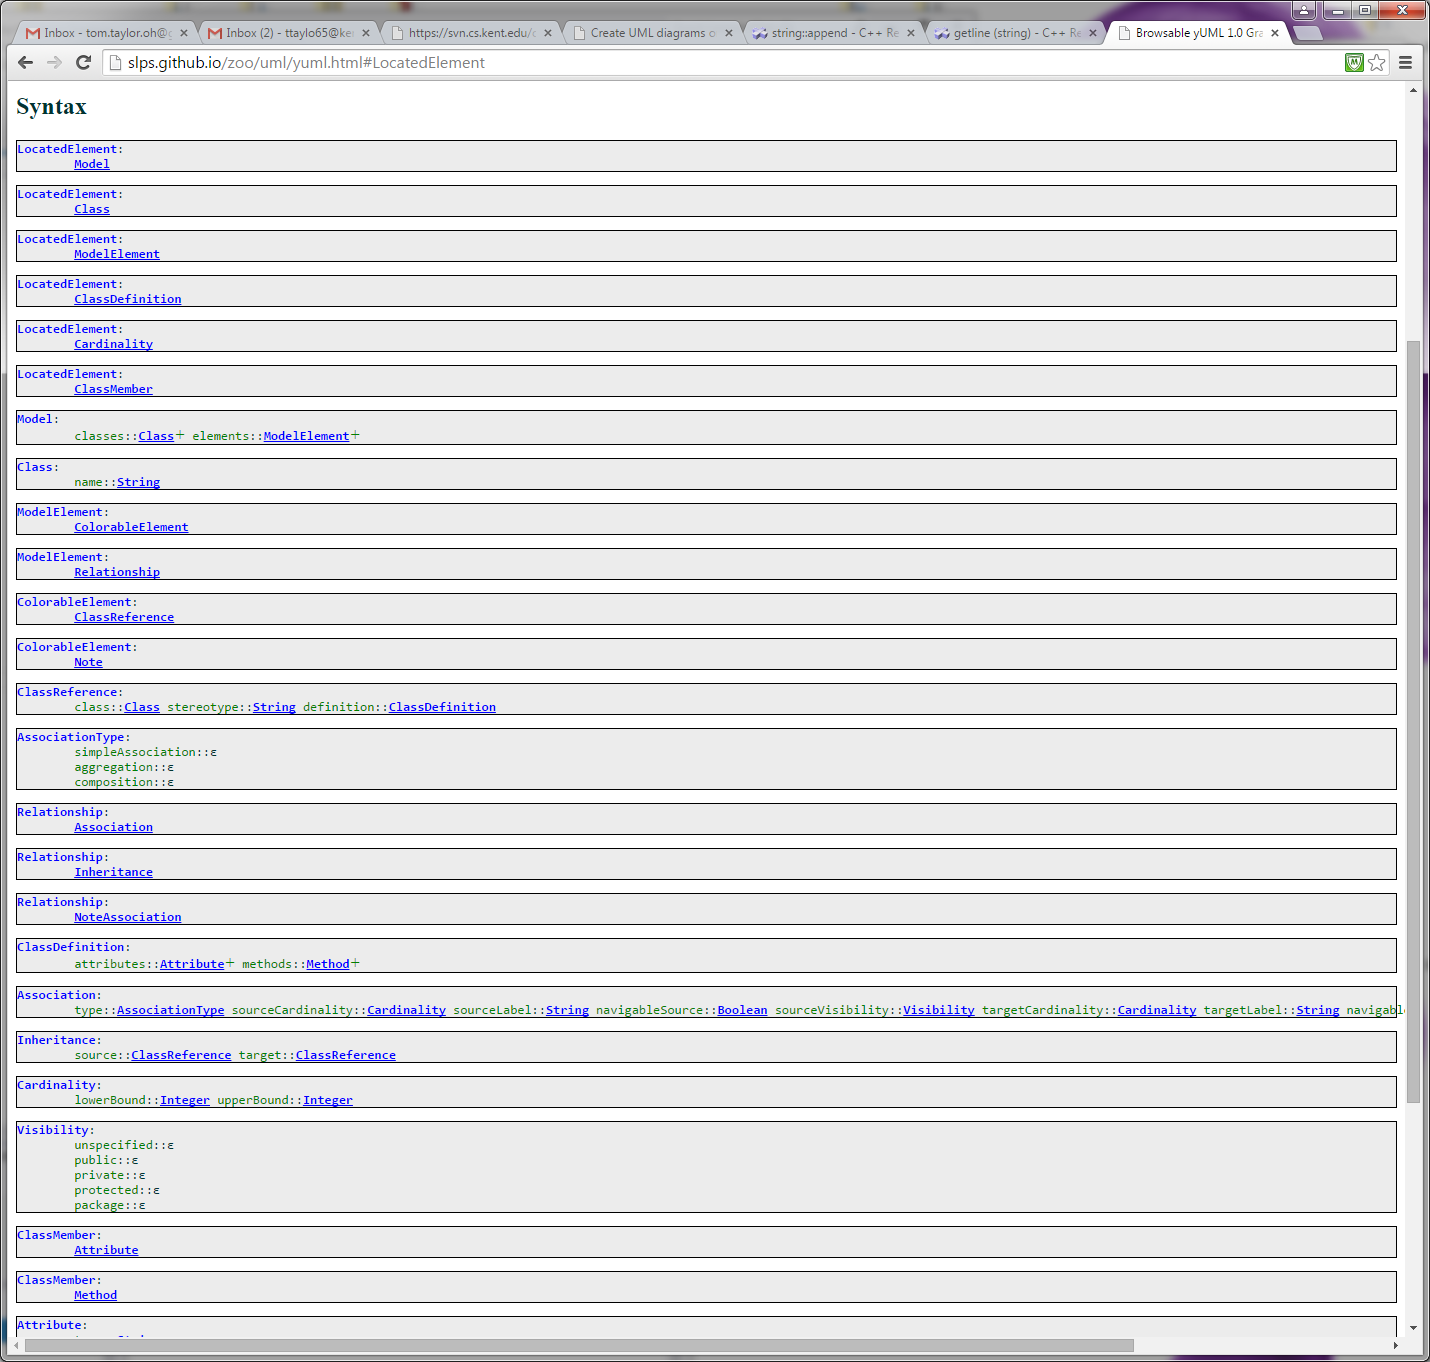 Inbox - tom.taylor.oh@g
Inbox (2) - ttaylo65@ke
https://svn.cs.kent.edu/c
Create UML diagrams o
string::append - C++ Re
getline (string) - C++ Re
Browsable yUML 1.0 Gra
slps.github.io/zoo/uml/yuml.html#LocatedElement
Syntax
LocatedElement:
Model
LocatedElement:
Class
LocatedElement:
ModelElement
LocatedElement:
ClassDefinition
LocatedElement:
Cardinality
LocatedElement:
ClassMember
Model:
classes::Class+ elements::ModelElement+
Class:
name::String
ModelElement:
ColorableElement
ModelElement:
Relationship
ColorableElement:
ClassReference
ColorableElement:
Note
ClassReference:
class::Class stereotype::String definition::ClassDefinition
AssociationType:
simpleAssociation::ε
aggregation::ε
composition::ε
Relationship:
Association
Relationship:
Inheritance
Relationship:
NoteAssociation
ClassDefinition:
attributes::Attribute+ methods::Method+
Association:
type::AssociationType sourceCardinality::Cardinality sourceLabel::String navigableSource::Boolean sourceVisibility::Visibility targetCardinality::Cardinality targetLabel::String navigabl
Inheritance:
source::ClassReference target::ClassReference
Cardinality:
lowerBound::Integer upperBound::Integer
Visibility:
unspecified::ε
public::ε
private::ε
protected::ε
package::ε
ClassMember:
Attribute
ClassMember:
Method
Attribute: